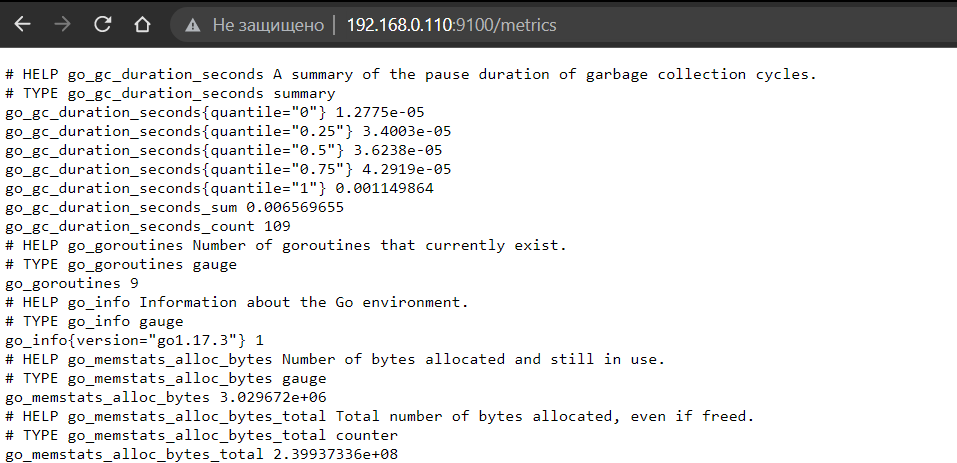 Не защищено | 192.168.0.110:9100/metrics
# HELP go_gc_duration_seconds A summary of the pause duration of garbage collection cycles.
# TYPE go_gc_duration_seconds summary
go_gc_duration_seconds{quantile="0"} 1.2775e-05
go_gc_duration_seconds{quantile="0.25"} 3.4003e-05
go_gc_duration_seconds{quantile="0.5"} 3.6238e-05
go_gc_duration_seconds{quantile="0.75"} 4.2919e-05
go_gc_duration_seconds{quantile="1"} 0.001149864
go_gc_duration_seconds_sum 0.006569655
go_gc_duration_seconds_count 109
# HELP go_goroutines Number of goroutines that currently exist.
# TYPE go_goroutines gauge
go_goroutines 9
# HELP go_info Information about the Go environment.
# TYPE go_info gauge
go_info{version="go1.17.3"} 1
# HELP go_memstats_alloc_bytes Number of bytes allocated and still in use.
# TYPE go_memstats_alloc_bytes gauge
go_memstats_alloc_bytes 3.029672e+06
# HELP go_memstats_alloc_bytes_total Total number of bytes allocated, even if freed.
# TYPE go_memstats_alloc_bytes_total counter
go_memstats_alloc_bytes_total 2.39937336e+08